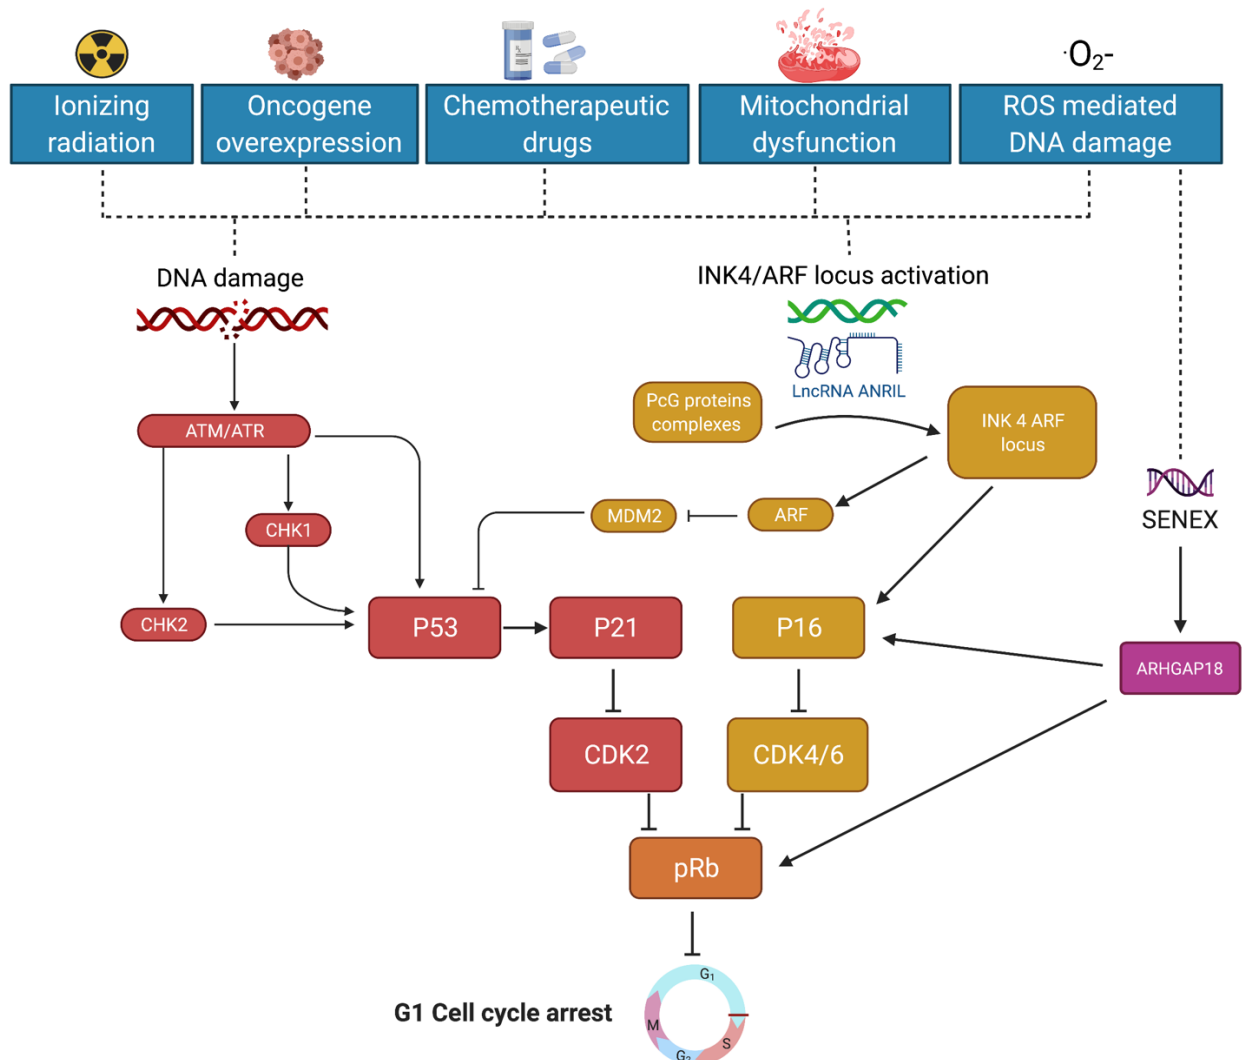 ·O₂-
Ionizing
radiation
Oncogene
overexpression
Chemotherapeutic
drugs
Mitochondrial
dysfunction
ROS mediated
DNA damage
DNA damage
INK4/ARF locus activation
LncRNA ANRIL
PcG proteins
complexes
INK 4 ARF
locus
ATM/ATR
SENEX
MDM2
ARF
CHK1
CHK2
P53
P21
P16
ARHGAP18
CDK2
CDK4/6
pRb
G1 Cell cycle arrest
G₁
M
S
G₂